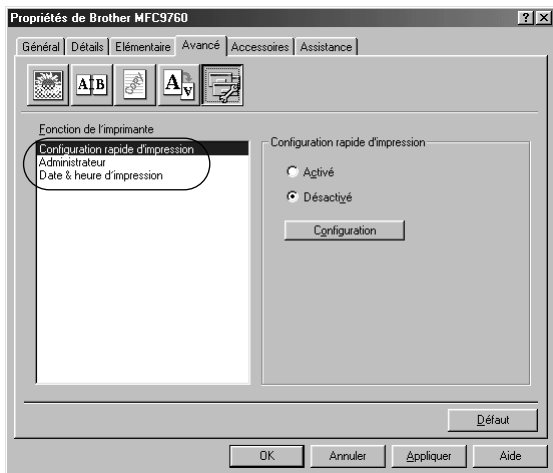 Propriétés de Brother MFC9760
Général Détails Elémentaire Avancé Accessoires Assistance
A B
A
Fonction de l'imprimante
Configuration rapide d'impression
Administrateur
Date & heure d'impression
Configuration rapide d'impression
Activé
Désactivé
Configuration
Défaut
OK Annuler Appliquer Aide